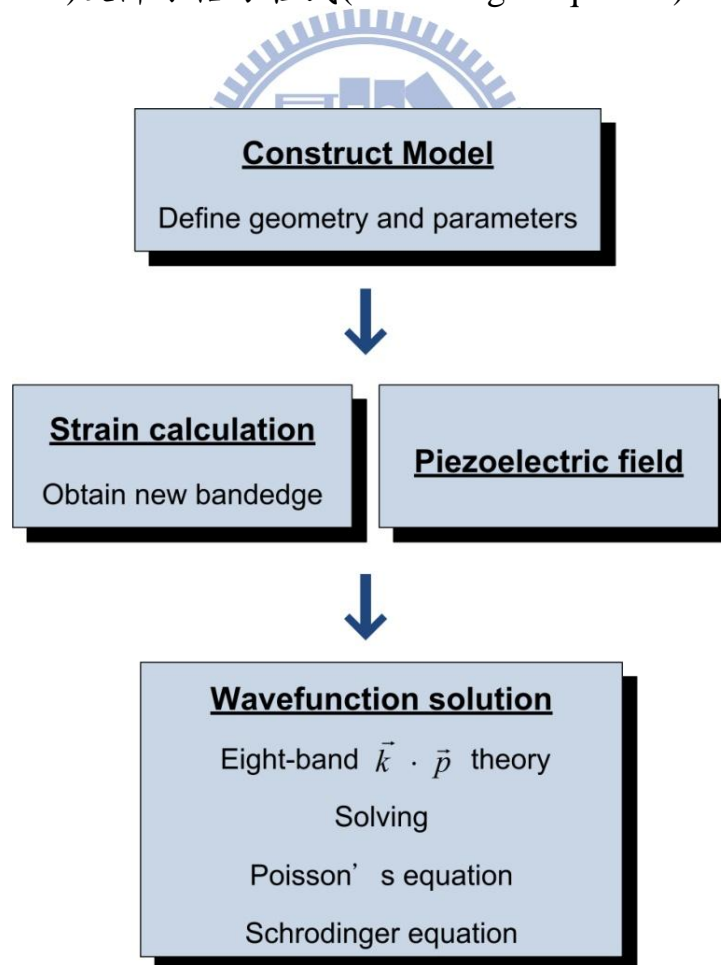 Construct Model
Define geometry and parameters
Strain calculation
Obtain new bandedge
Piezoelectric field
Wavefunction solution
Eight-band k⃗ · p⃗ theory
Solving
Poisson's equation
Schrodinger equation